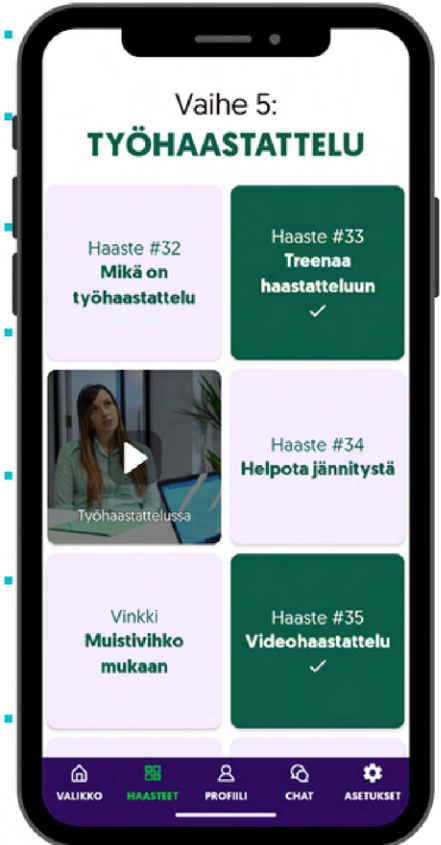 Vaihe 5:
TYÖHAASTATTELU
Haaste #32
Mikä on
työhaastattelu
Haaste #33
Treenaa
haastatteluun
Työhaastattelussa
Haaste #34
Helpota jännitystä
Vinkki
Muistivihko
mukaan
Haaste #35
Videohaastattelu
VALIKKO
HAASTEET
PROFIILI
CHAT
ASETUKSET